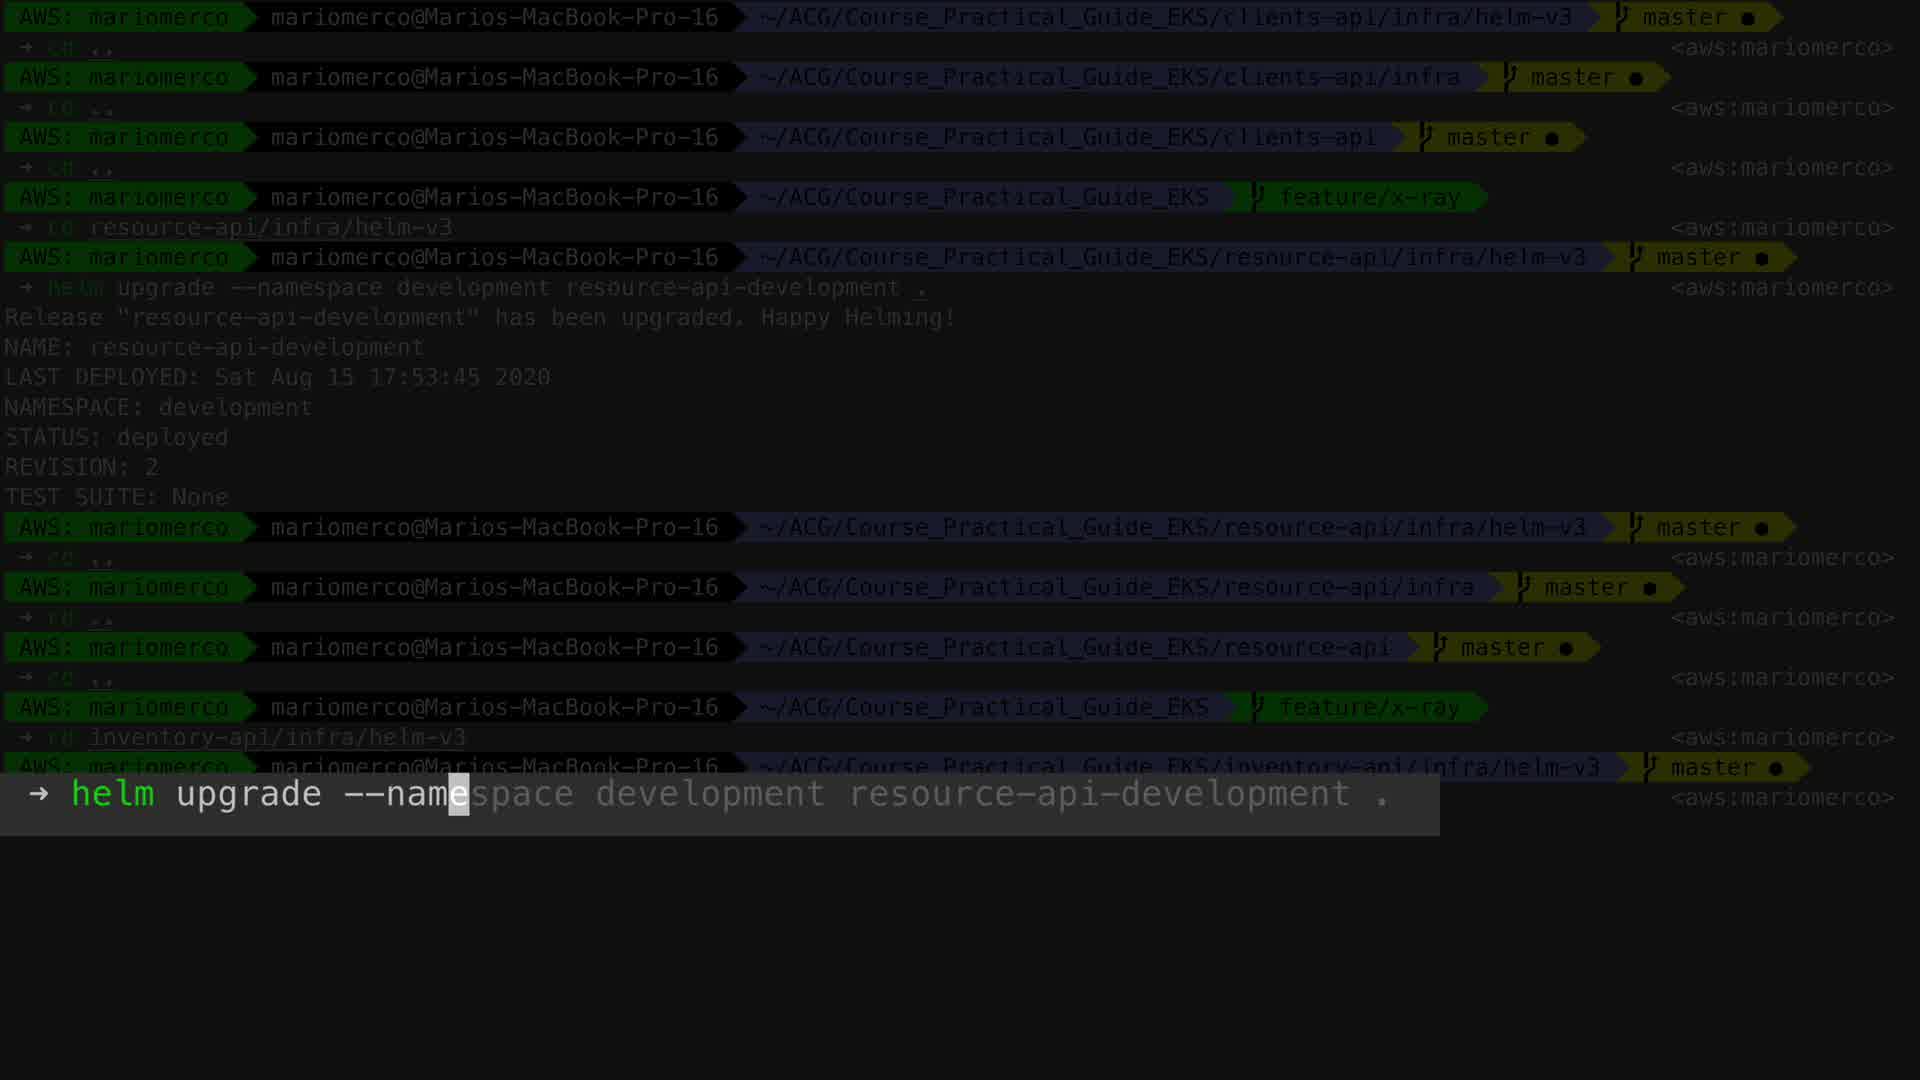 AWS: mariomerco mariomerco@Marios-MacBook-Pro-16 ~/ACG/Course_Practical_Guide_EKS/clients-api/infra/helm-v3 master ●
→ cd .. <aws:mariomerco>
AWS: mariomerco mariomerco@Marios-MacBook-Pro-16 ~/ACG/Course_Practical_Guide_EKS/clients-api/infra master ●
→ cd .. <aws:mariomerco>
AWS: mariomerco mariomerco@Marios-MacBook-Pro-16 ~/ACG/Course_Practical_Guide_EKS/clients-api master ●
→ cd .. <aws:mariomerco>
AWS: mariomerco mariomerco@Marios-MacBook-Pro-16 ~/ACG/Course_Practical_Guide_EKS feature/x-ray
→ cd resource-api/infra/helm-v3 <aws:mariomerco>
AWS: mariomerco mariomerco@Marios-MacBook-Pro-16 ~/ACG/Course_Practical_Guide_EKS/resource-api/infra/helm-v3 master ●
→ helm upgrade --namespace development resource-api-development . <aws:mariomerco>
Release "resource-api-development" has been upgraded. Happy Helming!
NAME: resource-api-development
LAST DEPLOYED: Sat Aug 15 17:53:45 2020
NAMESPACE: development
STATUS: deployed
REVISION: 2
TEST SUITE: None
AWS: mariomerco mariomerco@Marios-MacBook-Pro-16 ~/ACG/Course_Practical_Guide_EKS/resource-api/infra/helm-v3 master ●
→ cd .. <aws:mariomerco>
AWS: mariomerco mariomerco@Marios-MacBook-Pro-16 ~/ACG/Course_Practical_Guide_EKS/resource-api/infra master ●
→ cd .. <aws:mariomerco>
AWS: mariomerco mariomerco@Marios-MacBook-Pro-16 ~/ACG/Course_Practical_Guide_EKS/resource-api master ●
→ cd .. <aws:mariomerco>
AWS: mariomerco mariomerco@Marios-MacBook-Pro-16 ~/ACG/Course_Practical_Guide_EKS feature/x-ray
→ cd inventory-api/infra/helm-v3 <aws:mariomerco>
AWS: mariomerco mariomerco@Marios-MacBook-Pro-16 ~/ACG/Course_Practical_Guide_EKS/inventory-api/infra/helm-v3 master ●
→ helm upgrade --namespace development resource-api-development . <aws:mariomerco>